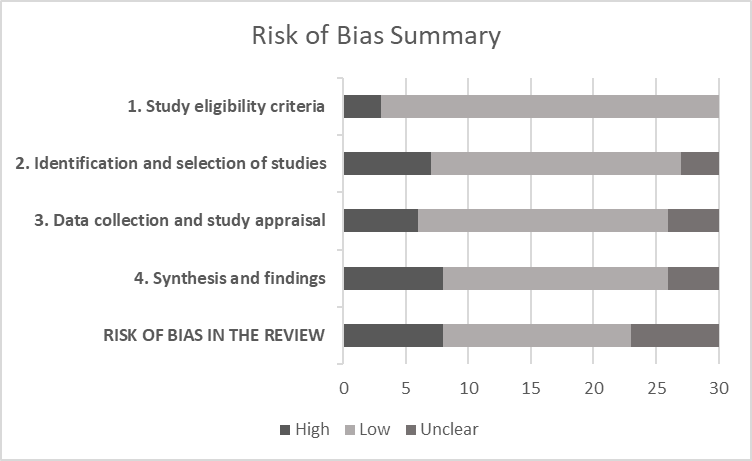 Risk of Bias Summary
1. Study eligibility criteria
2. Identification and selection of studies
3. Data collection and study appraisal
4. Synthesis and findings
RISK OF BIAS IN THE REVIEW
0 5 10 15 20 25 30
High Low Unclear